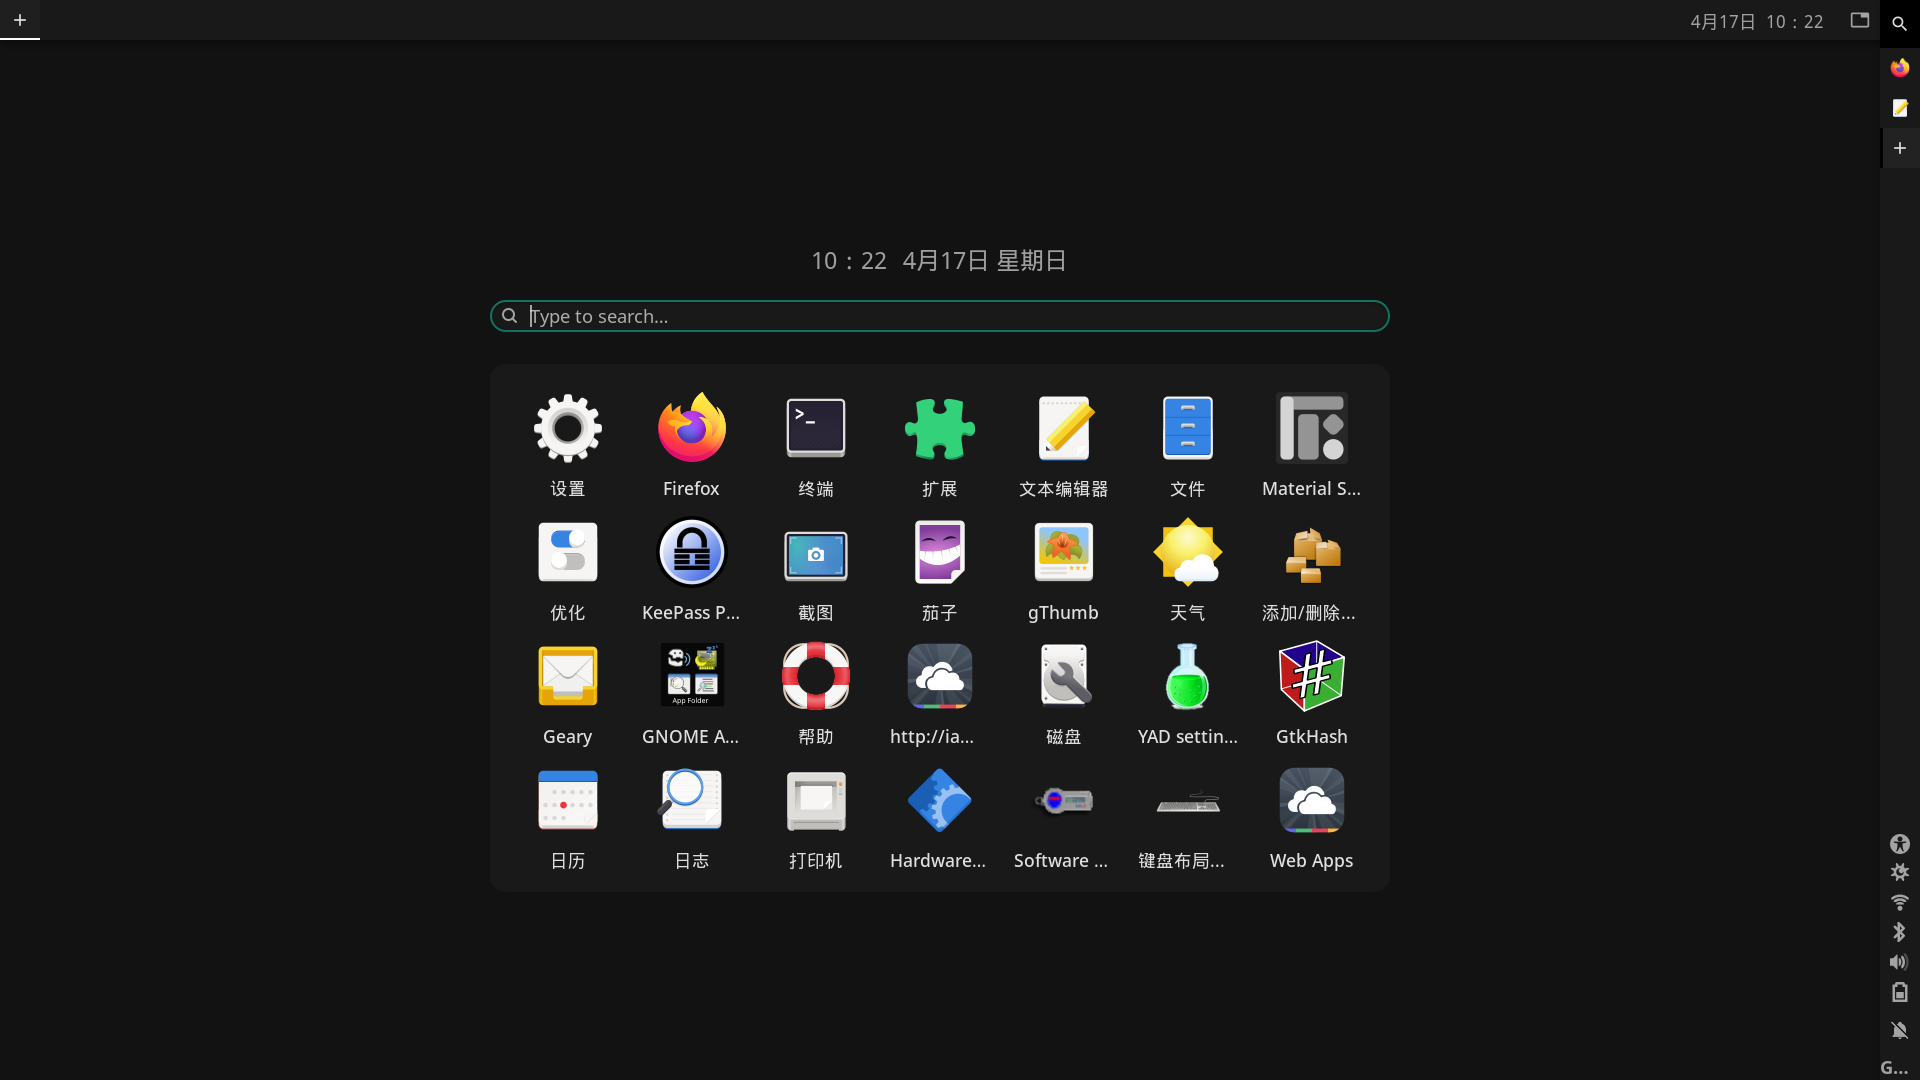 4月17日 10：22
10：22 4月17日 星期日
Type to search...
设置 Firefox 终端 扩展 文本编辑器 文件 Material S...
优化 KeePass P... 截图 茄子 gThumb 天气 添加/删除...
App Folder
Geary GNOME A... 帮助 http://ia... 磁盘 YAD settin... GtkHash
日历 日志 打印机 Hardware... Software ... 键盘布局... Web Apps
G...